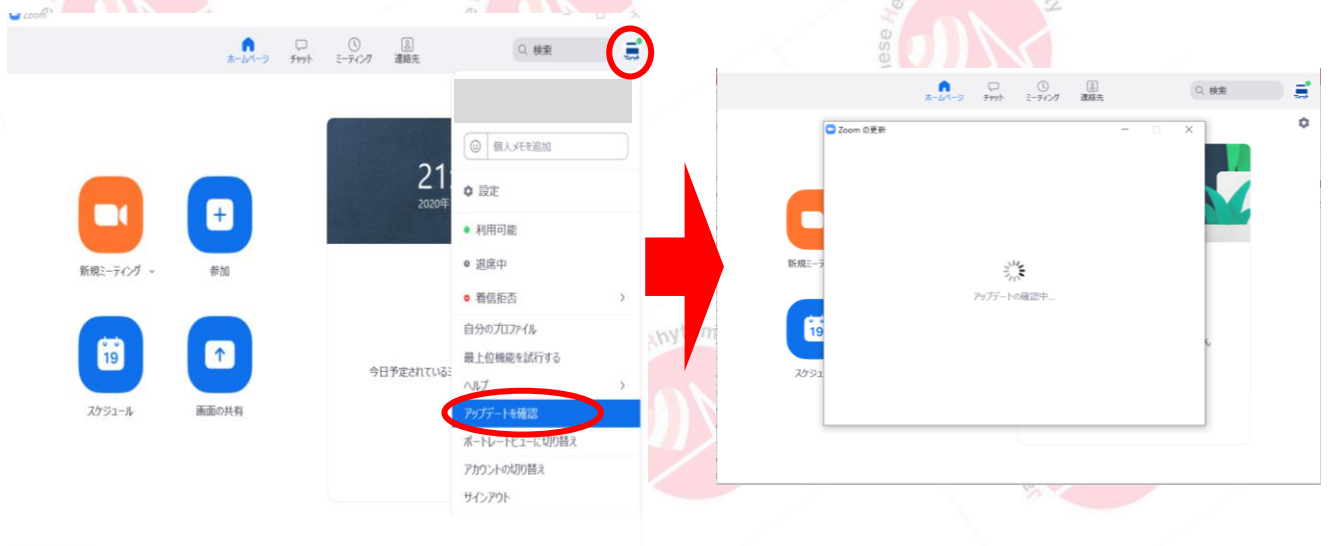 Zoom
ホームページ
チャット
ミーティング
連絡先
検索
個人メモを追加
設定
利用可能
退席中
着信拒否
自分のプロファイル
最上位機能を試行する
ヘルプ
アップデートを確認
ポートレートビューに切り替え
アカウントの切り替え
サインアウト
21:
2020年
新規ミーティング
参加
19
スケジュール
画面の共有
今日予定されている
ホームページ
チャット
ミーティング
連絡先
検索
Zoom の更新
アップデートの確認中...
新規ミーテ
19
スケジュ
ん